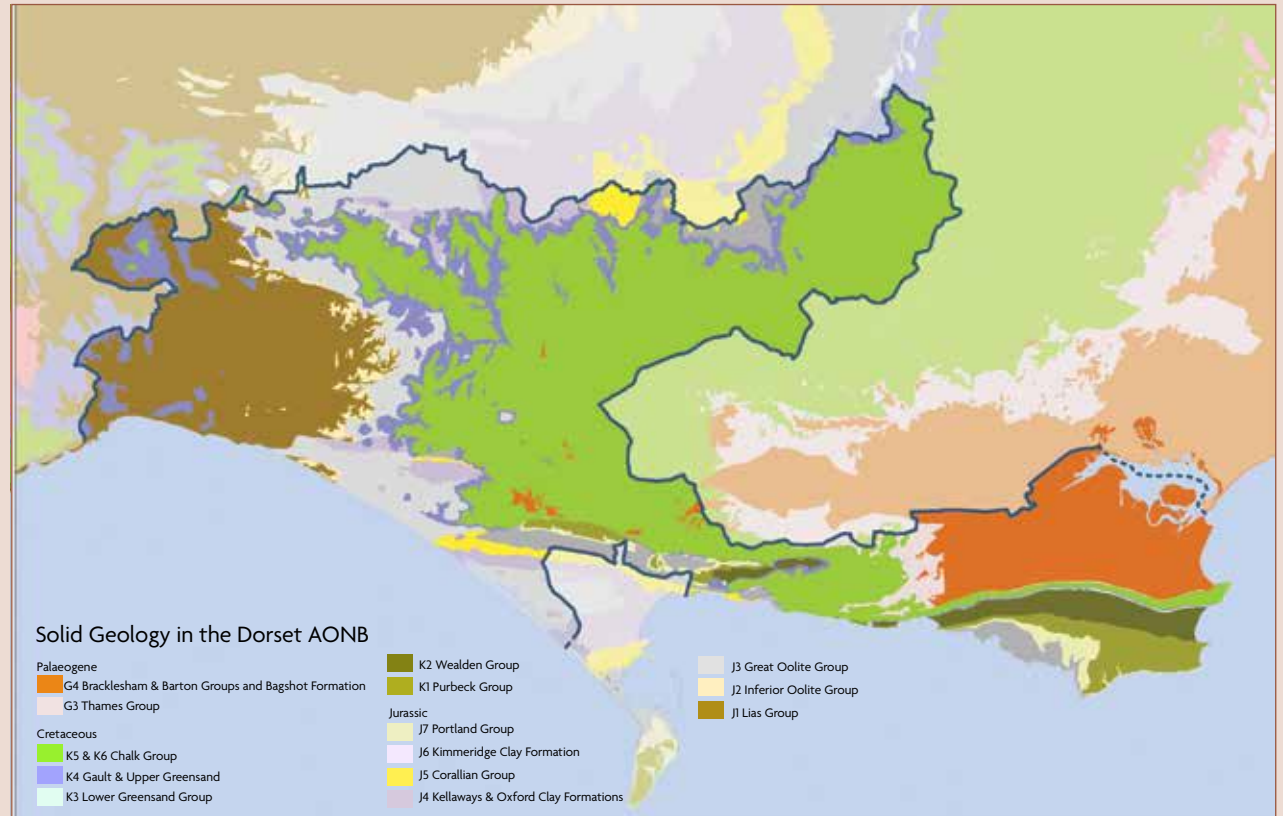 Solid Geology in the Dorset AONB
Palaeogene
G4 Bracklesham & Barton Groups and Bagshot Formation
G3 Thames Group
Cretaceous
K5 & K6 Chalk Group
K4 Gault & Upper Greensand
K3 Lower Greensand Group
K2 Wealden Group
K1 Purbeck Group
Jurassic
J7 Portland Group
J6 Kimmeridge Clay Formation
J5 Corallian Group
J4 Kellaways & Oxford Clay Formations
J3 Great Oolite Group
J2 Inferior Oolite Group
J1 Lias Group